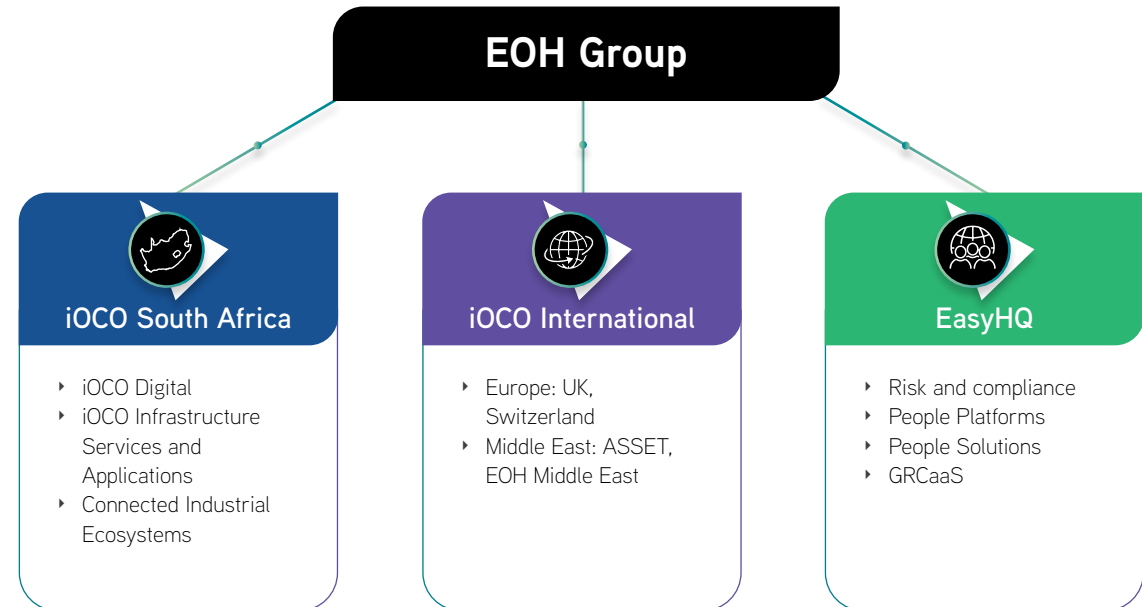 EOH Group
iOCO South Africa
iOCO Digital
iOCO Infrastructure
Services and
Applications
Connected Industrial
Ecosystems
iOCO International
Europe: UK,
Switzerland
Middle East: ASSET,
EOH Middle East
EasyHQ
Risk and compliance
People Platforms
People Solutions
GRCaaS